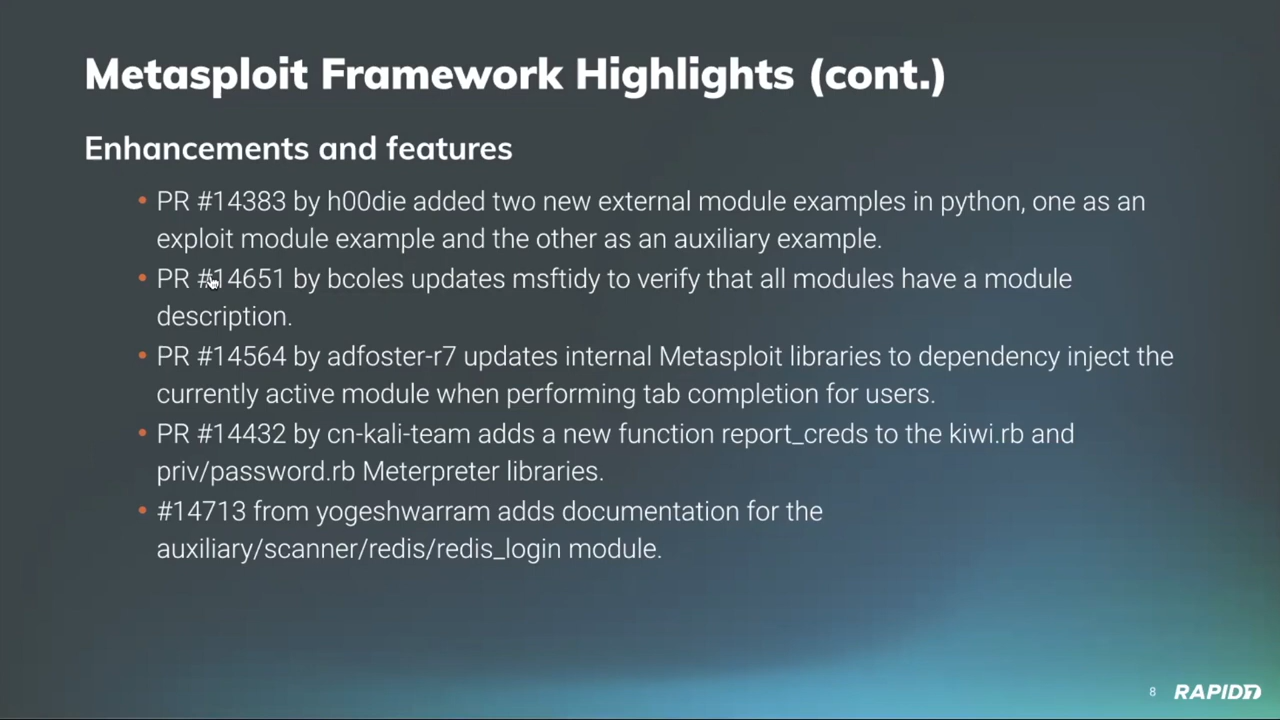 Metasploit Framework Highlights (cont.)
Enhancements and features
• PR #14383 by h00die added two new external module examples in python, one as an
exploit module example and the other as an auxiliary example.
• PR #14651 by bcoles updates msftidy to verify that all modules have a module
description.
• PR #14564 by adfoster-r7 updates internal Metasploit libraries to dependency inject the
currently active module when performing tab completion for users.
• PR #14432 by cn-kali-team adds a new function report_creds to the kiwi.rb and
priv/password.rb Meterpreter libraries.
• #14713 from yogeshwarram adds documentation for the
auxiliary/scanner/redis/redis_login module.
8 RAPID7